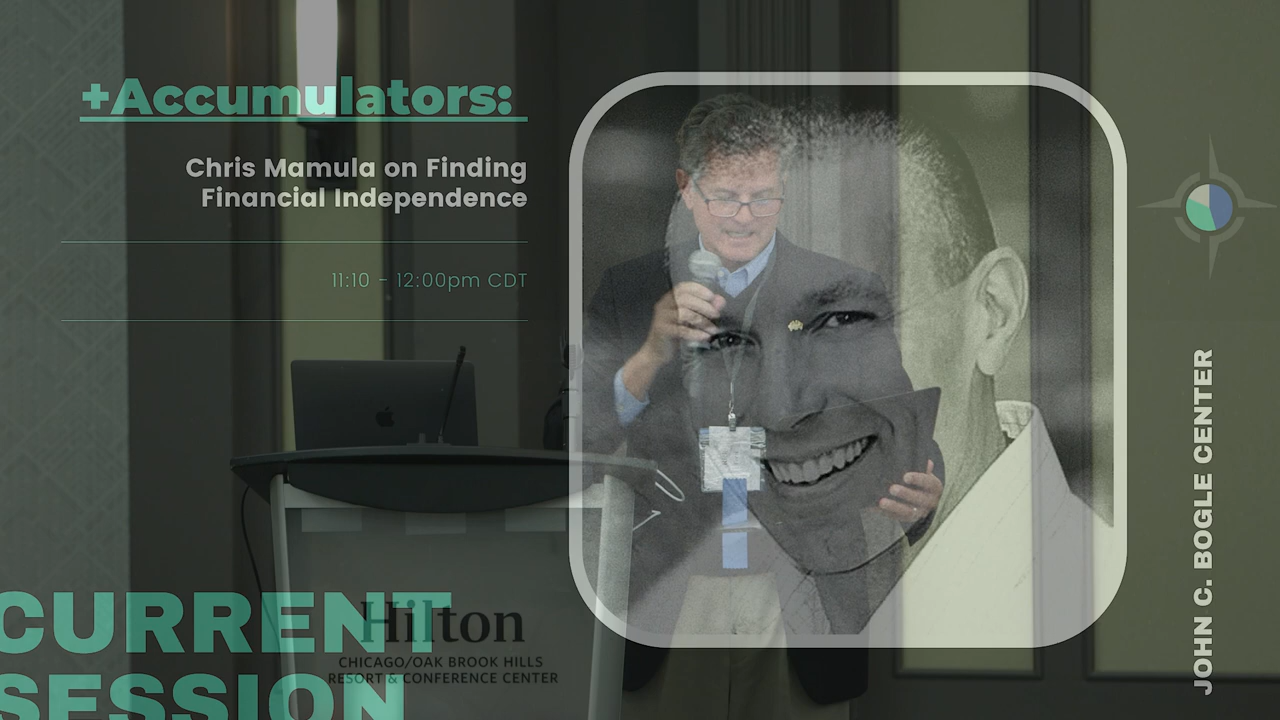 +Accumulators:
Chris Mamula on Finding
Financial Independence
11:10 - 12:00pm CDT
CURRENT
SESSION
Hilton
CHICAGO/OAK BROOK HILLS
RESORT & CONFERENCE CENTER
JOHN C. BOGLE CENTER